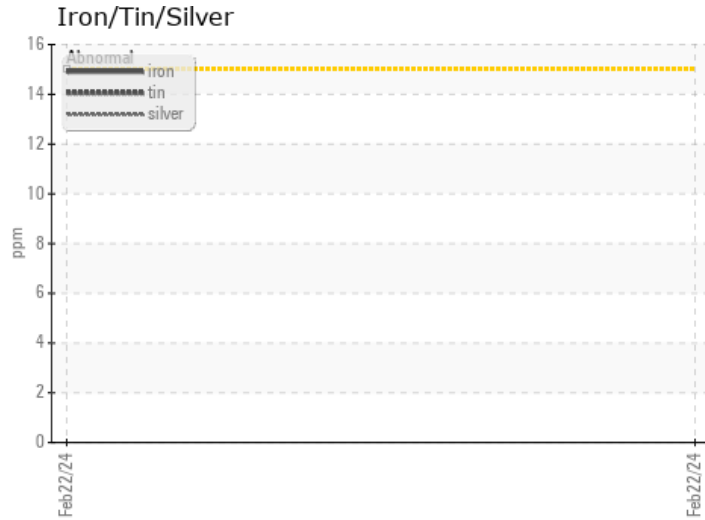 Iron/Tin/Silver
Abnormal
iron
tin
silver
ppm
16
14
12
10
8
6
4
2
0
Feb22/24
Feb22/24